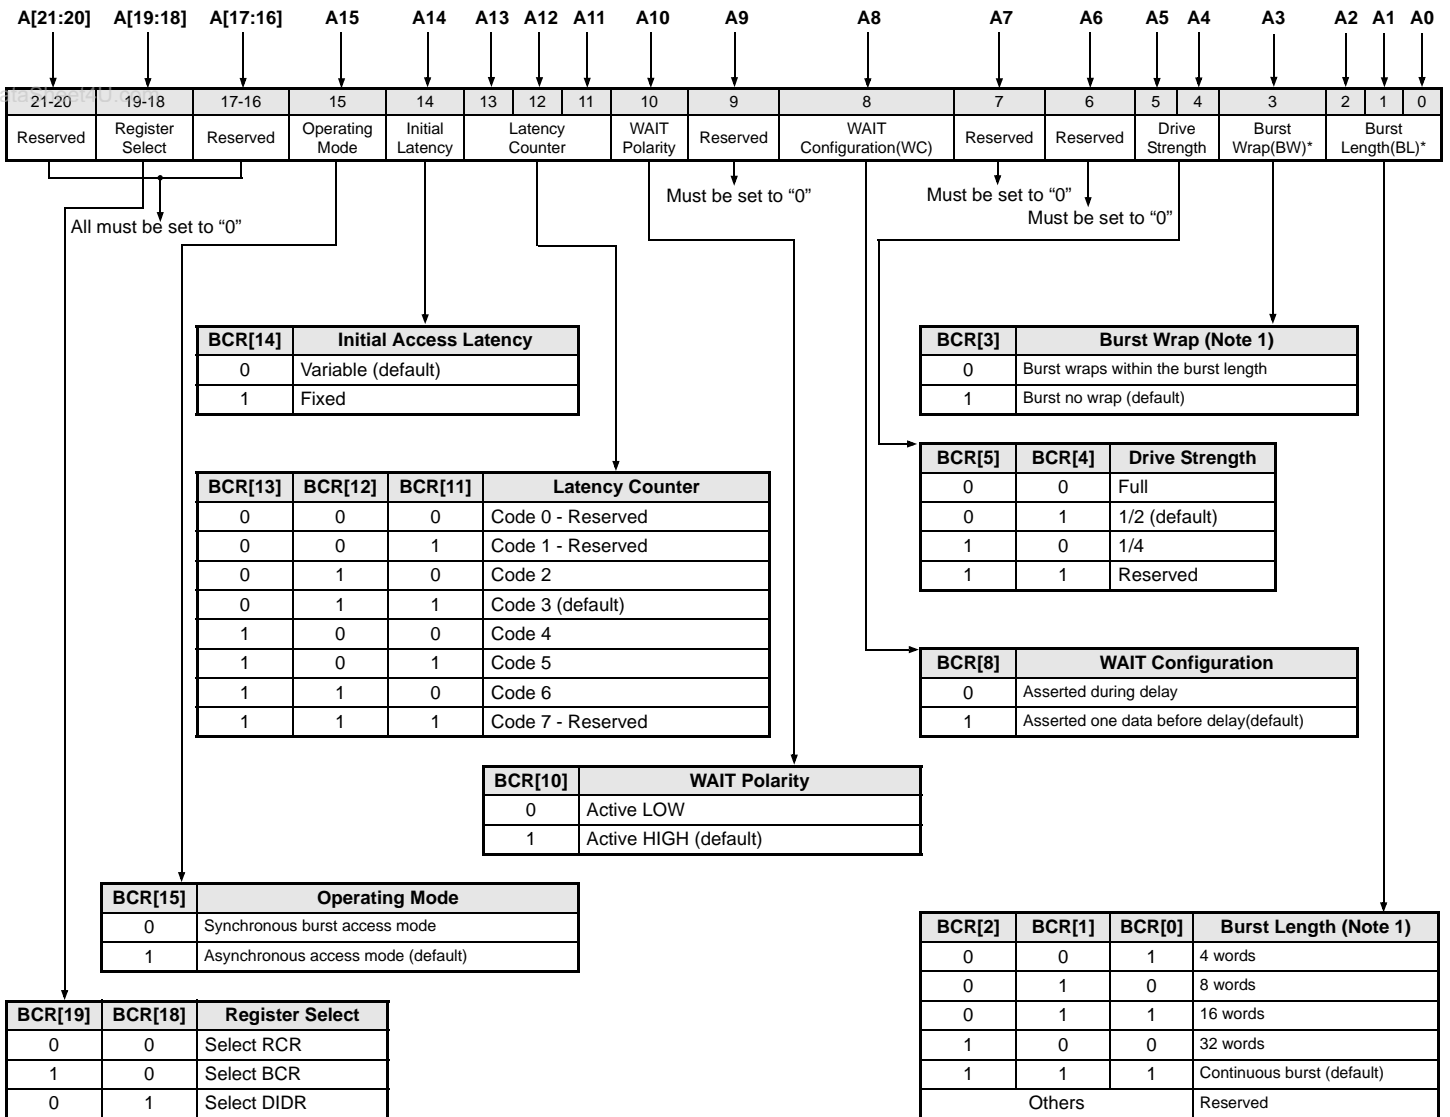 A[21:20] A[19:18] A[17:16] A15 A14 A13 A12 A11 A10 A9 A8 A7 A6 A5 A4 A3 A2 A1 A0
21-20 19-18 17-16 15 14 13 12 11 10 9 8 7 6 5 4 3 2 1 0
Reserved Register Select Reserved Operating Mode Initial Latency Latency Counter WAIT Polarity Reserved WAIT Configuration(WC) Reserved Reserved Drive Strength Burst Wrap(BW)* Burst Length(BL)*
Must be set to “0”
Must be set to “0”
Must be set to “0”
All must be set to “0”
BCR[14] Initial Access Latency
0 Variable (default)
1 Fixed
BCR[3] Burst Wrap (Note 1)
0 Burst wraps within the burst length
1 Burst no wrap (default)
BCR[5] BCR[4] Drive Strength
0 0 Full
0 1 1/2 (default)
1 0 1/4
1 1 Reserved
BCR[13] BCR[12] BCR[11] Latency Counter
0 0 0 Code 0 - Reserved
0 0 1 Code 1 - Reserved
0 1 0 Code 2
0 1 1 Code 3 (default)
1 0 0 Code 4
1 0 1 Code 5
1 1 0 Code 6
1 1 1 Code 7 - Reserved
BCR[8] WAIT Configuration
0 Asserted during delay
1 Asserted one data before delay(default)
BCR[10] WAIT Polarity
0 Active LOW
1 Active HIGH (default)
BCR[15] Operating Mode
0 Synchronous burst access mode
1 Asynchronous access mode (default)
BCR[2] BCR[1] BCR[0] Burst Length (Note 1)
0 0 1 4 words
0 1 0 8 words
0 1 1 16 words
1 0 0 32 words
1 1 1 Continuous burst (default)
Others Reserved
BCR[19] BCR[18] Register Select
0 0 Select RCR
1 0 Select BCR
0 1 Select DIDR